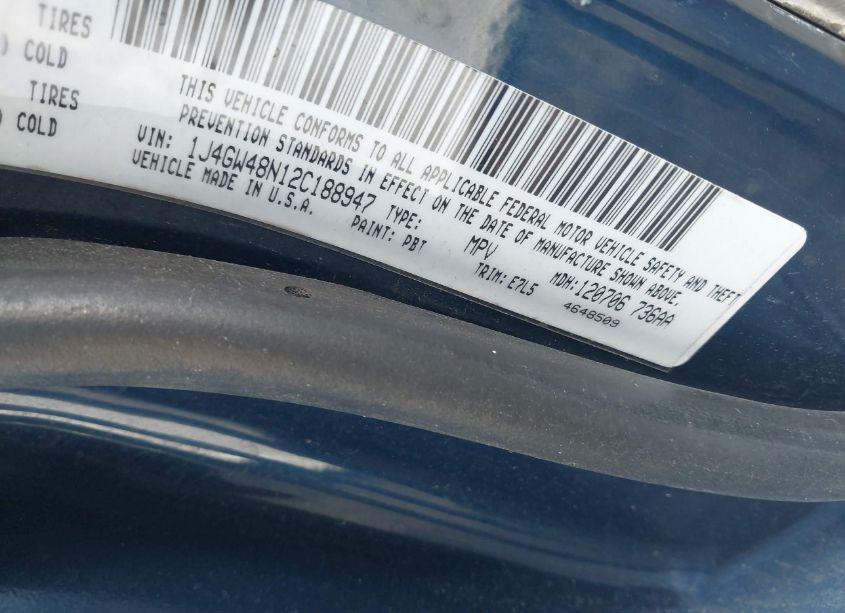 TIRES
COLD
TIRES
COLD
THIS VEHICLE CONFORMS TO ALL APPLICABLE FEDERAL MOTOR VEHICLE SAFETY AND THEFT
PREVENTION STANDARDS IN EFFECT ON THE DATE OF MANUFACTURE SHOWN ABOVE.
VIN: 1J4GW48N12C188947 TYPE: MPV MDH:120706 736AA
VEHICLE MADE IN U.S.A. PAINT: PBT TRIM: E7L5 4648509